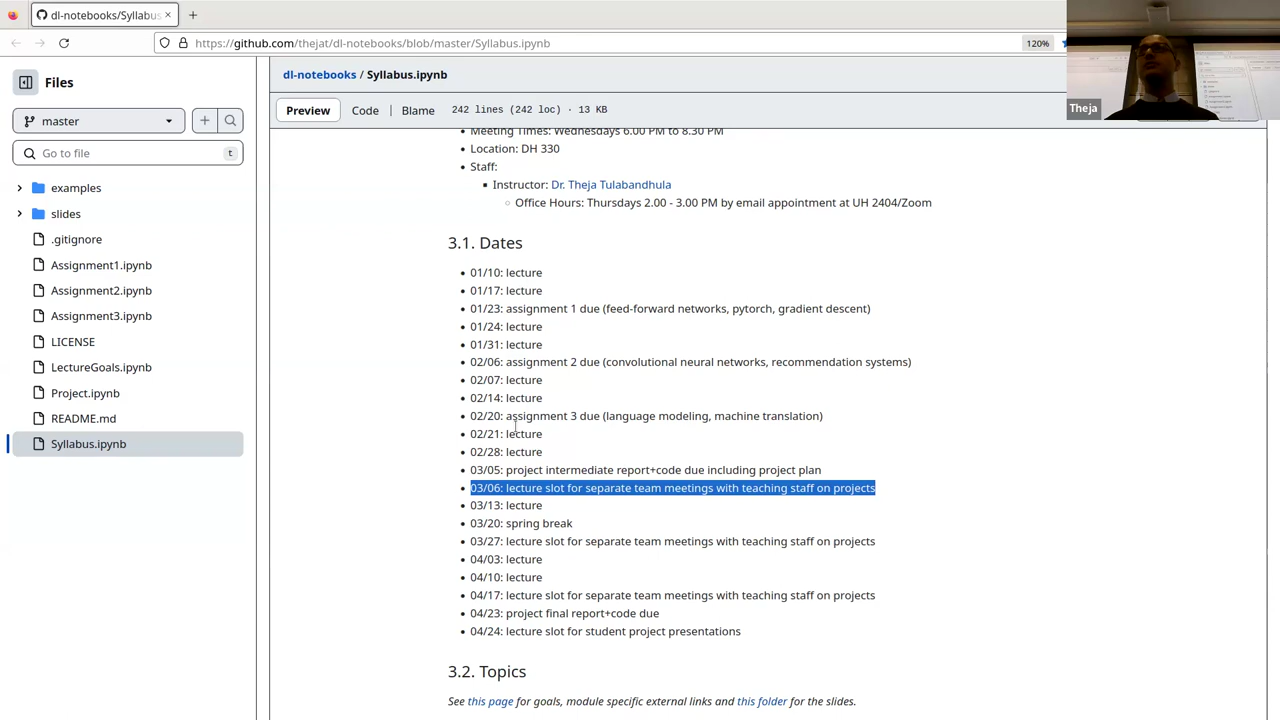 dl-notebooks/Syllabus
https://github.com/thejat/dl-notebooks/blob/master/Syllabus.ipynb
120%
Theja
Files
master
Go to file
t
examples
slides
.gitignore
Assignment1.ipynb
Assignment2.ipynb
Assignment3.ipynb
LICENSE
LectureGoals.ipynb
Project.ipynb
README.md
Syllabus.ipynb
dl-notebooks / Syllabus.ipynb
Preview
Code
Blame
242 lines (242 loc) · 13 KB
• Meeting Times: Wednesdays 6.00 PM to 8.30 PM
• Location: DH 330
• Staff:
▪ Instructor: Dr. Theja Tulabandhula
◦ Office Hours: Thursdays 2.00 - 3.00 PM by email appointment at UH 2404/Zoom
3.1. Dates
• 01/10: lecture
• 01/17: lecture
• 01/23: assignment 1 due (feed-forward networks, pytorch, gradient descent)
• 01/24: lecture
• 01/31: lecture
• 02/06: assignment 2 due (convolutional neural networks, recommendation systems)
• 02/07: lecture
• 02/14: lecture
• 02/20: assignment 3 due (language modeling, machine translation)
• 02/21: lecture
• 02/28: lecture
• 03/05: project intermediate report+code due including project plan
• 03/06: lecture slot for separate team meetings with teaching staff on projects
• 03/13: lecture
• 03/20: spring break
• 03/27: lecture slot for separate team meetings with teaching staff on projects
• 04/03: lecture
• 04/10: lecture
• 04/17: lecture slot for separate team meetings with teaching staff on projects
• 04/23: project final report+code due
• 04/24: lecture slot for student project presentations
3.2. Topics
See this page for goals, module specific external links and this folder for the slides.